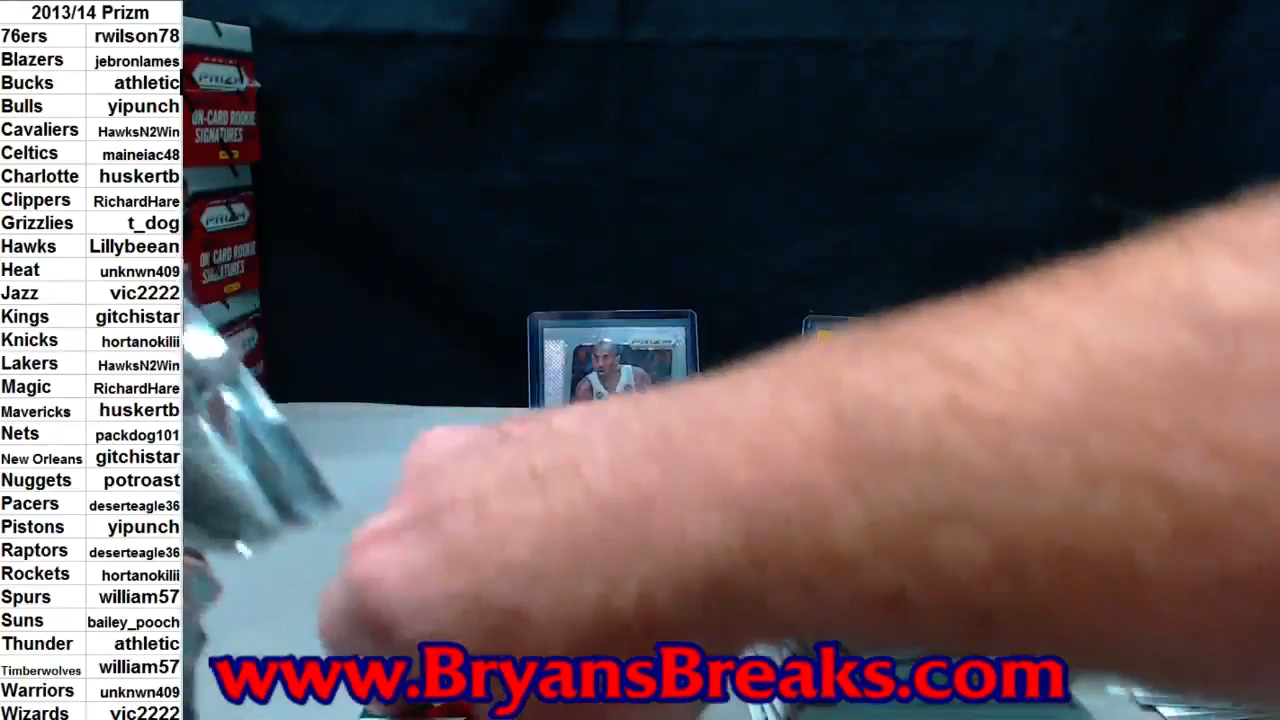 2013/14 Prizm
76ers rwilson78
Blazers jebronlames
Bucks athletic
Bulls yipunch
Cavaliers HawksN2Win
Celtics maineiac48
Charlotte huskertb
Clippers RichardHare
Grizzlies t_dog
Hawks Lillybeean
Heat unknwn409
Jazz vic2222
Kings gitchistar
Knicks hortanokilii
Lakers HawksN2Win
Magic RichardHare
Mavericks huskertb
Nets packdog101
New Orleans gitchistar
Nuggets potroast
Pacers deserteagle36
Pistons yipunch
Raptors deserteagle36
Rockets hortanokilii
Spurs william57
Suns bailey_pooch
Thunder athletic
Timberwolves william57
Warriors unknwn409
Wizards vic2222
PRIZM
ON-CARD ROOKIE
SIGNATURES
PRIZM
ON-CARD ROOKIE
SIGNATURES
PRIZM
www.BryansBreaks.com